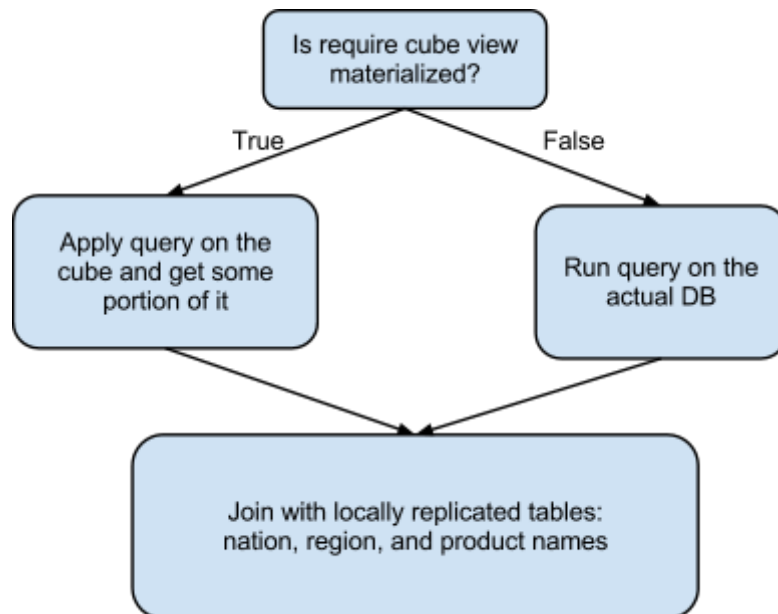 Is require cube view
materialized?
True
False
Apply query on the
cube and get some
portion of it
Run query on the
actual DB
Join with locally replicated tables:
nation, region, and product names